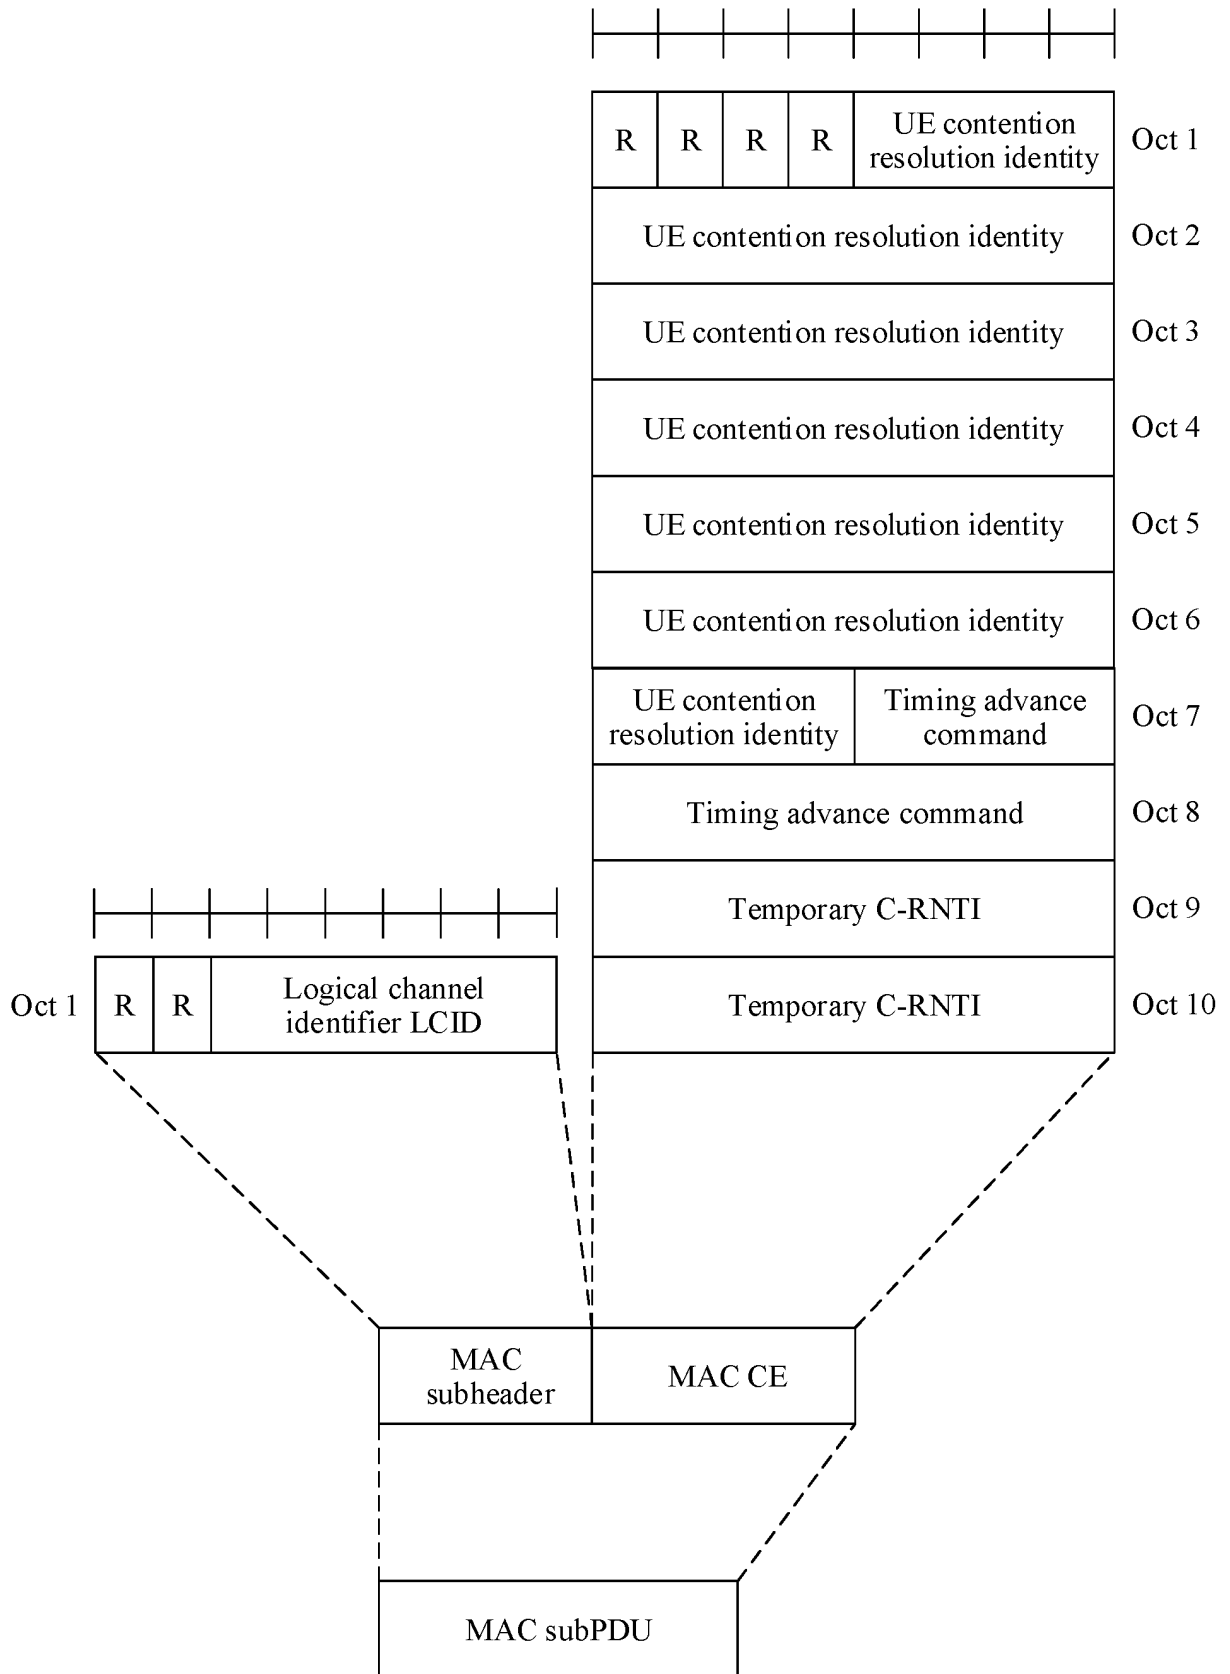 R R R R UE contention
resolution identity Oct 1
UE contention resolution identity Oct 2
UE contention resolution identity Oct 3
UE contention resolution identity Oct 4
UE contention resolution identity Oct 5
UE contention resolution identity Oct 6
UE contention
resolution identity
Timing advance
command
Oct 7
Timing advance command Oct 8
Temporary C-RNTI Oct 9
Oct 1 R R Logical channel
identifier LCID
Temporary C-RNTI Oct 10
MAC
subheader
MAC CE
MAC subPDU